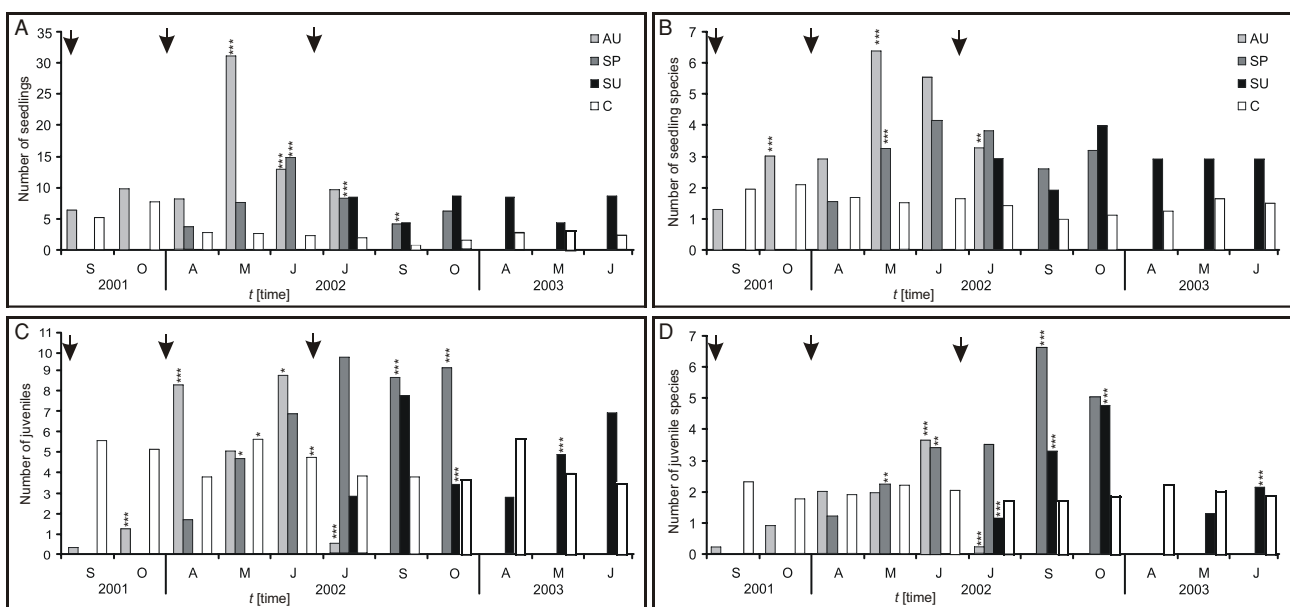 A
Number of seedlings
35
30
25
20
15
10
5
0
***
***
***
***
**
AU
SP
SU
C
S O A M J J S O A M J
2001 2002 2003
t [time]
B
Number of seedling species
7
6
5
4
3
2
1
0
***
***
***
**
AU
SP
SU
C
S O A M J J S O A M J
2001 2002 2003
t [time]
C
Number of juveniles
11
10
9
8
7
6
5
4
3
2
1
0
***
***
*
*
*
**
***
***
***
***
***
S O A M J J S O A M J
2001 2002 2003
t [time]
D
Number of juvenile species
7
6
5
4
3
2
1
0
**
***
**
***
***
***
***
***
***
S O A M J J S O A M J
2001 2002 2003
t [time]